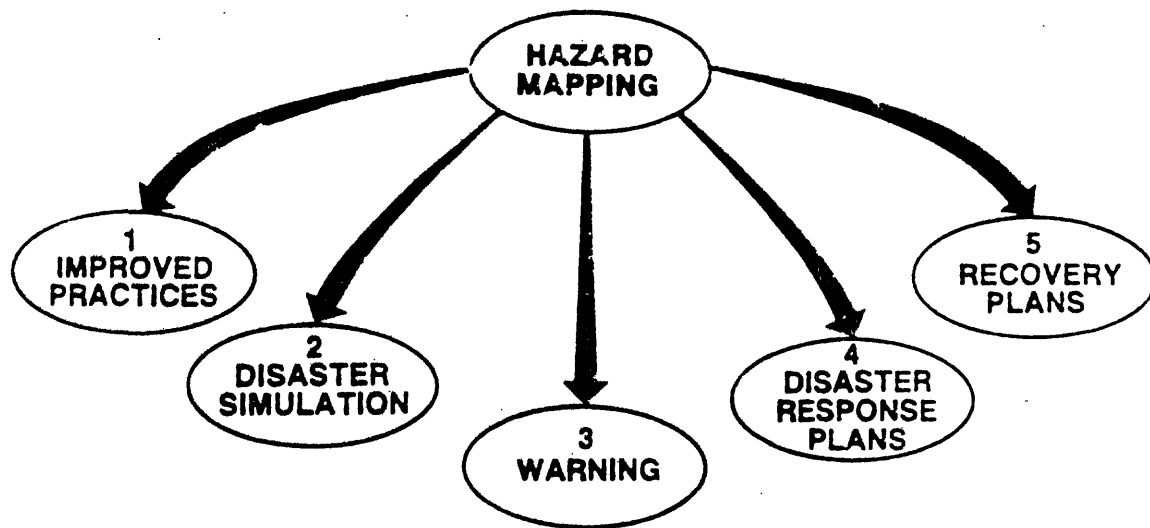 HAZARD
MAPPING
1
IMPROVED
PRACTICES
2
DISASTER
SIMULATION
3
WARNING
4
DISASTER
RESPONSE
PLANS
5
RECOVERY
PLANS